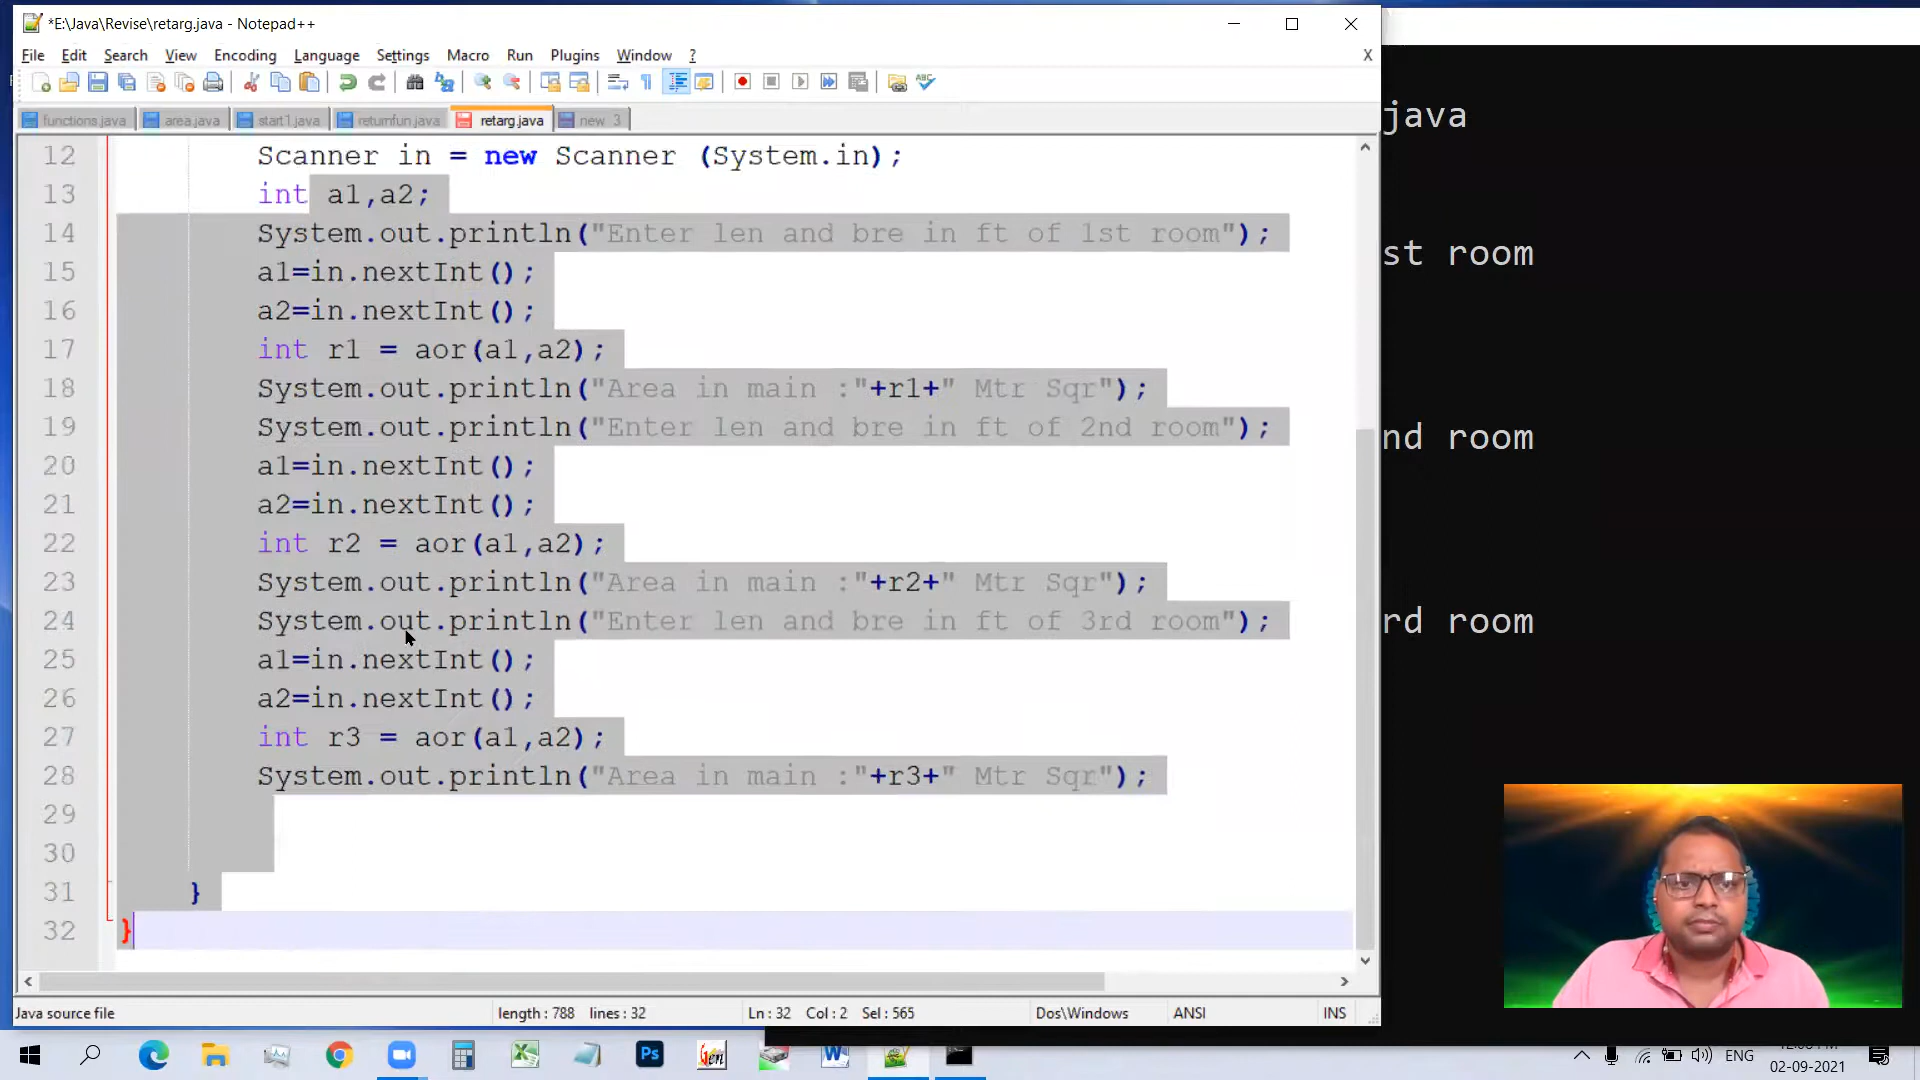 *E:\Java\Revise\retarg.java - Notepad++
File Edit Search View Encoding Language Settings Macro Run Plugins Window ? X
functions.java area.java start1.java returnfun.java retarg.java new 3
12 Scanner in = new Scanner (System.in);
13 int a1,a2;
14 System.out.println("Enter len and bre in ft of 1st room");
15 a1=in.nextInt();
16 a2=in.nextInt();
17 int r1 = aor(a1,a2);
18 System.out.println("Area in main :"+r1+" Mtr Sqr");
19 System.out.println("Enter len and bre in ft of 2nd room");
20 a1=in.nextInt();
21 a2=in.nextInt();
22 int r2 = aor(a1,a2);
23 System.out.println("Area in main :"+r2+" Mtr Sqr");
24 System.out.println("Enter len and bre in ft of 3rd room");
25 a1=in.nextInt();
26 a2=in.nextInt();
27 int r3 = aor(a1,a2);
28 System.out.println("Area in main :"+r3+" Mtr Sqr");
29
30
31 }
32 }
java
st room
nd room
rd room
Java source file length : 788 lines : 32 Ln : 32 Col : 2 Sel : 565 Dos\Windows ANSI INS
ENG
02-09-2021